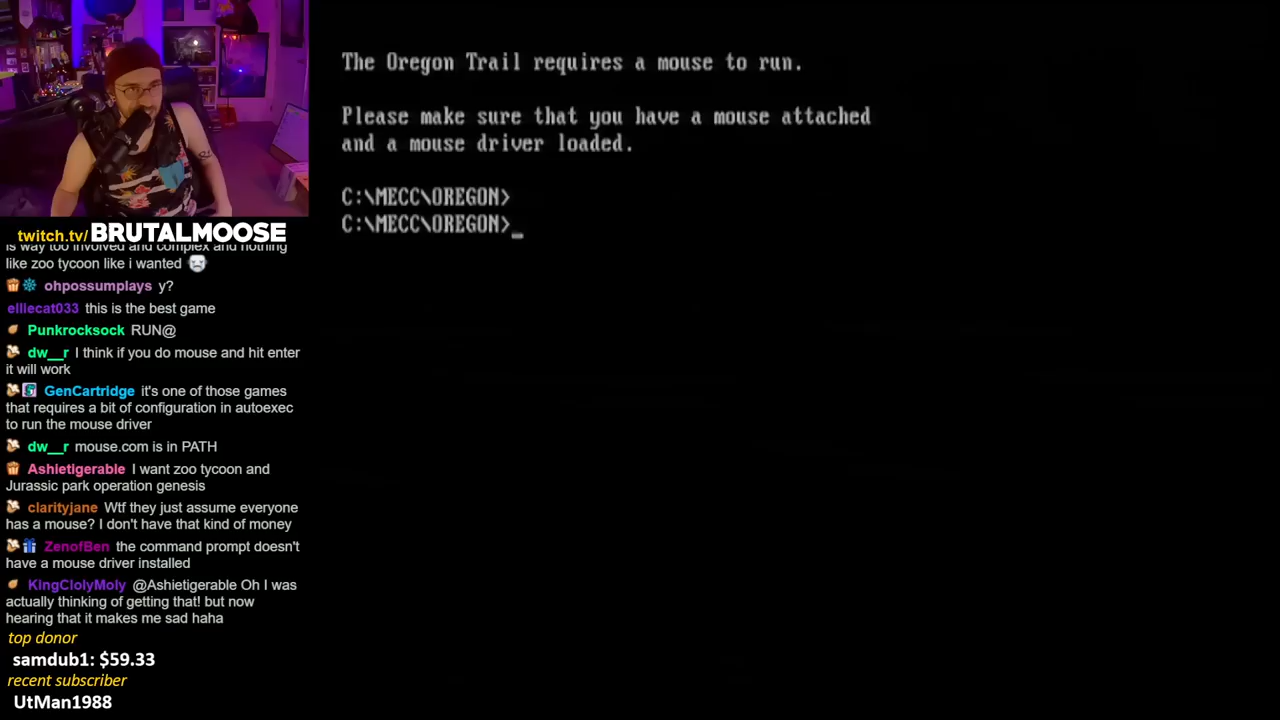 The Oregon Trail requires a mouse to run.
Please make sure that you have a mouse attached
and a mouse driver loaded.
C:\MECC\OREGON>
C:\MECC\OREGON>_
twitch.tv/BRUTALMOOSE
is way too involved and complex and nothing
like zoo tycoon like i wanted
ohpossumplays y?
elliecat033 this is the best game
Punkrocksock RUN@
dw__r I think if you do mouse and hit enter
it will work
GenCartridge it's one of those games
that requires a bit of configuration in autoexec
to run the mouse driver
dw__r mouse.com is in PATH
Ashietigerable I want zoo tycoon and
Jurassic park operation genesis
clarityjane Wtf they just assume everyone
has a mouse? I don't have that kind of money
ZenofBen the command prompt doesn't
have a mouse driver installed
KingClolyMoly @Ashietigerable Oh I was
actually thinking of getting that! but now
hearing that it makes me sad haha
top donor
samdub1: $59.33
recent subscriber
UtMan1988